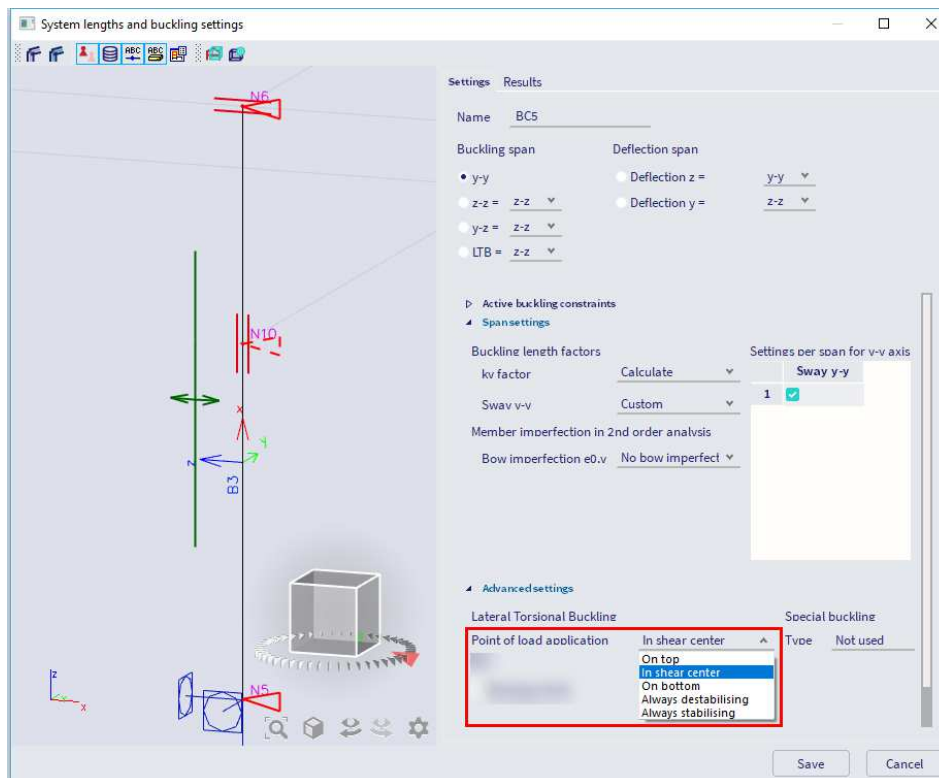 System lengths and buckling settings
ABC ABC
Settings Results
Name BC5
Buckling span Deflection span
y-y Deflection z = y-y
z-z = z-z Deflection y = z-z
y-z = z-z
LTB = z-z
Active buckling constraints
Span settings
Buckling length factors Settings per span for y-y axis
ky factor Calculate Sway y-y
1
Sway y-y Custom
Member imperfection in 2nd order analysis
Bow imperfection e0,y No bow imperfect
Advanced settings
Lateral Torsional Buckling Special buckling
Point of load application In shear center Type Not used
On top
In shear center
On bottom
Always destabilising
Always stabilising
Save Cancel
N6
N10
x
y
z
B3
N5
z
y
x